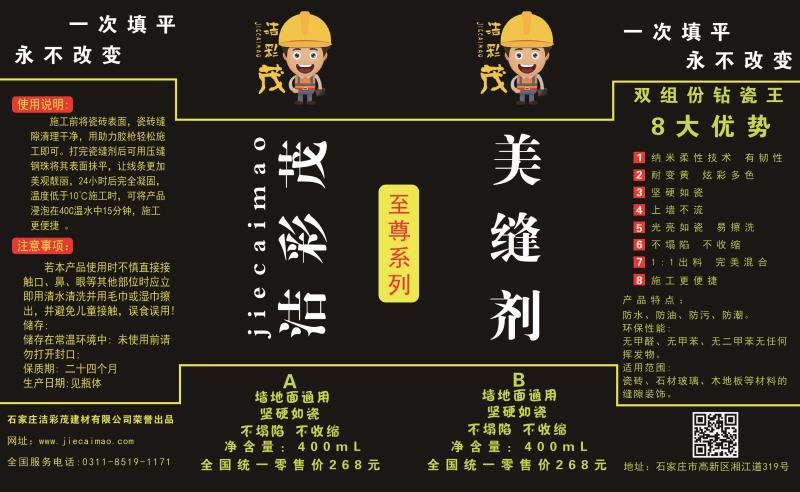 一次填平
永不改变
使用说明:
施工前将瓷砖表面，瓷砖缝
隙清理干净，用助力胶枪轻松施
工即可。打完瓷缝剂后可用压缝
钢珠将其表面抹平，让线条更加
美观靓丽，24小时后完全凝固，
温度低于10℃施工时，可将产品
浸泡在40C温水中15分钟，施工
更便捷 。
注意事项:
若本产品使用时不慎直接接
触口、鼻、眼等其他部位时应立
即用清水清洗并用毛巾或湿巾擦
出，并避免儿童接触，误食误用!
储存:
储存在常温环境中: 未使用前请
勿打开封口;
保质期: 二十四个月
生产日期:见瓶体
石家庄洁彩茂建材有限公司荣誉出品
网址: www.jiecaimao.com
全国服务电话:0311-8519-1171
洁彩茂
JIECAIMAO
jiecaimao
洁彩茂
至尊系列
A
墙地面通用
坚硬如瓷
不塌陷 不收缩
净含量: 400mL
全国统一零售价268元
洁彩茂
JIECAIMAO
美缝剂
B
墙地面通用
坚硬如瓷
不塌陷 不收缩
净含量: 400mL
全国统一零售价268元
一次填平
永不改变
双组份钻瓷王
8大优势
1 纳米柔性技术 有韧性
2 耐变黄 炫彩多色
3 坚硬如瓷
4 上墙不流
5 光亮如瓷 易擦洗
6 不塌陷 不收缩
7 1:1出料 完美混合
8 施工更便捷
产品特点:
防水、防油、防污、防潮。
环保性能:
无甲醛、无甲苯、无二甲苯无任何
挥发物。
适用范围:
瓷砖、石材玻璃、木地板等材料的
缝隙装饰。
地址: 石家庄市高新区湘江道319号